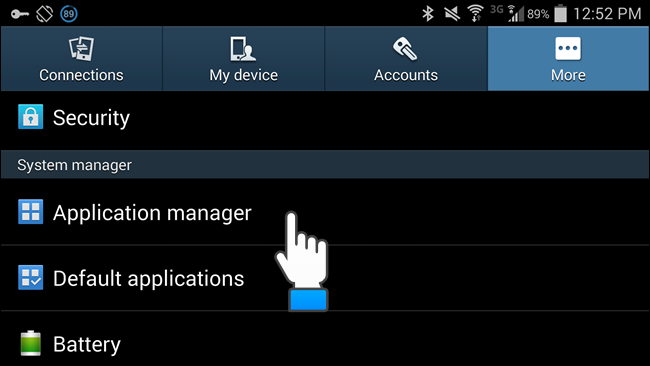 89 3G 89% 12:52 PM
Connections My device Accounts More
Security
System manager
Application manager
Default applications
Battery